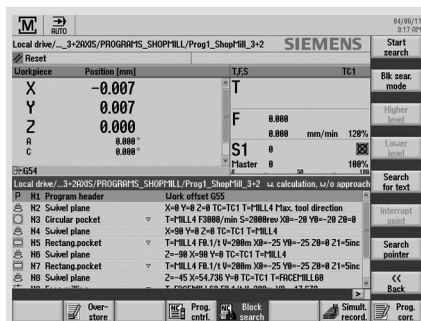 M AUTO
04/06/11
9:17 AM
Local drive/..._3+2AXIS/PROGRAMS_SHOPMILL/Prog1_ShopMill_3+2
SIEMENS
Start search
Reset
Workpiece Position [mm]
T,F,S TC1
X -0.007
T
Blk sear. mode
Y 0.007
Z 0.000
F 0.000
0.000 mm/min 120%
Higher level
A 0.000°
C 0.000°
S1 0
Master 0 100%
Lower level
G54
0 50 100
Local drive/...3+2AXIS/PROGRAMS_SHOPMILL/Prog1_ShopMill_3+2 w. calculation, w/o approach
Search for text
P N1 Program header Work offset G55
N2 Swivel plane X=0 Y=0 Z=0 TC=TC1 T=MILL4 Max. tool direction
N3 Circular pocket T=MILL4 F3000/min S=2000rev X0=-20 Y0=-20 Z0=0
Interrupt point
N4 Swivel plane X=90 Y=0 Z=0 TC=TC1 T=MILL4
N5 Rectang.pocket T=MILL4 F0.1/t V=200m X0=-25 Y0=-25 Z0=0 Z1=5inc
N6 Swivel plane Z=-90 X=90 Y=0 TC=TC1 T=MILL4
Search pointer
N7 Rectang.pocket T=MILL4 F0.1/t V=200m X0=-25 Y0=-25 Z0=0 Z1=5inc
N8 Swivel plane Z=-45 X=54.736 Y=0 TC=TC1 T=FACEMILL60
<< Back
Over-store
NC Prog. cntrl.
NC Block search
Simult. record.
Prog. corr.